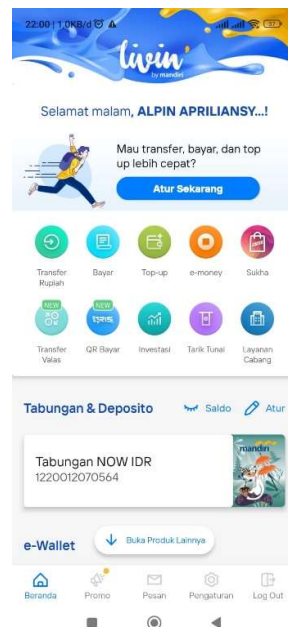 22:00 | 1,0KB/d
37
livin'
by mandiri
Selamat malam, ALPIN APRILIANSY...!
Mau transfer, bayar, dan top
up lebih cepat?
Atur Sekarang
Transfer
Rupiah
Bayar
Top-up
e-money
Sukha
NEW
NEW
Transfer
Valas
QR Bayar
Investasi
Tarik Tunai
Layanan
Cabang
Tabungan & Deposito
Saldo
Atur
Tabungan NOW IDR
1220012070564
mandiri
e-Wallet
Buka Produk Lainnya
Beranda
Promo
Pesan
Pengaturan
Log Out